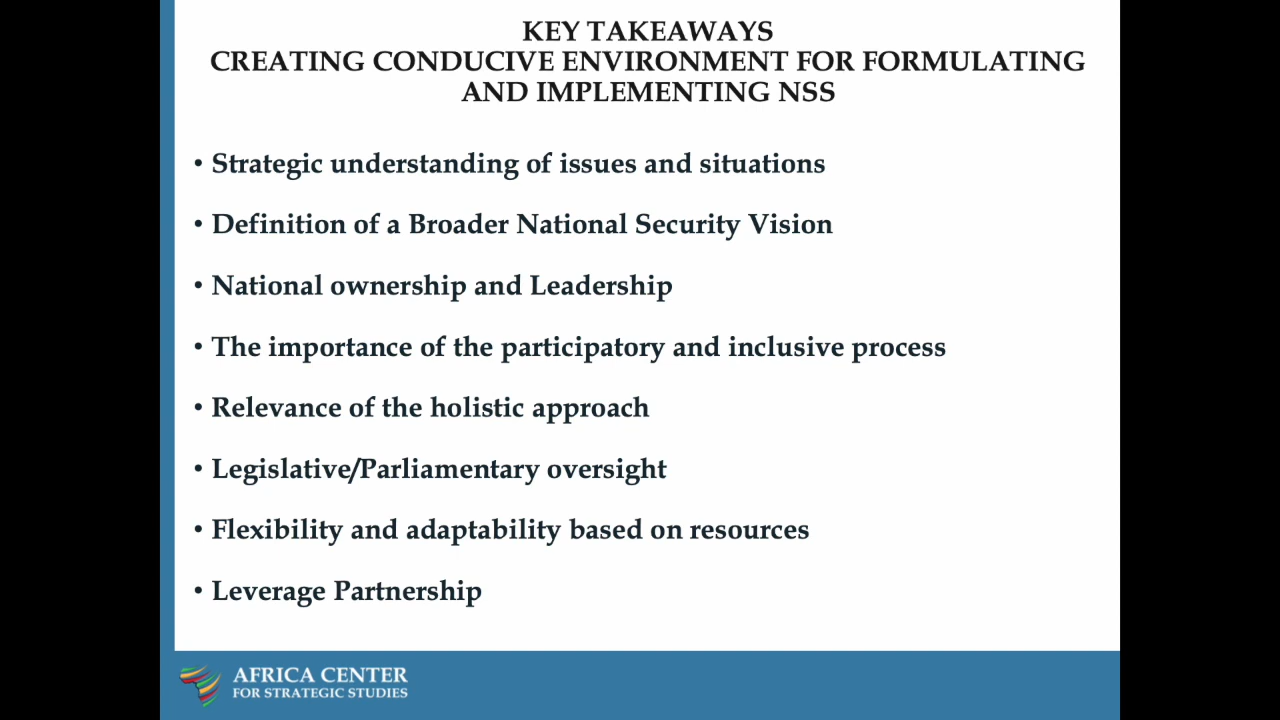 KEY TAKEAWAYS
CREATING CONDUCIVE ENVIRONMENT FOR FORMULATING
AND IMPLEMENTING NSS
• Strategic understanding of issues and situations
• Definition of a Broader National Security Vision
• National ownership and Leadership
• The importance of the participatory and inclusive process
• Relevance of the holistic approach
• Legislative/Parliamentary oversight
• Flexibility and adaptability based on resources
• Leverage Partnership
AFRICA CENTER
FOR STRATEGIC STUDIES